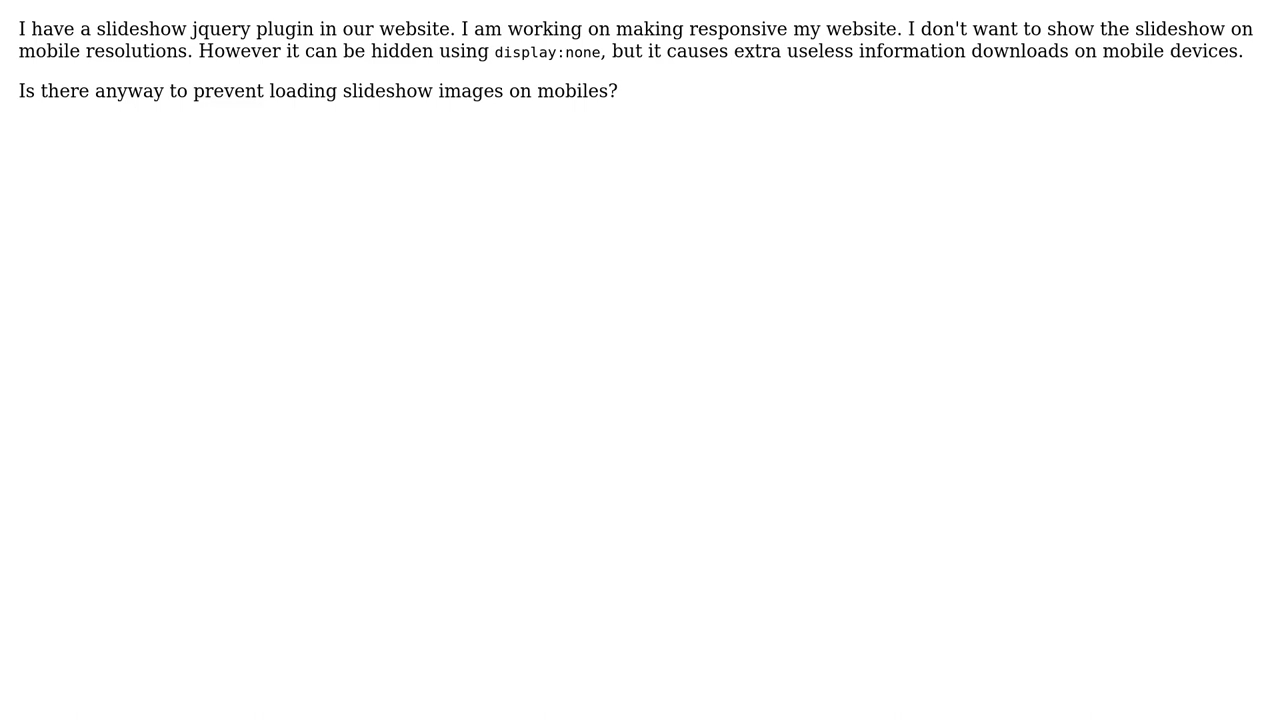 I have a slideshow jquery plugin in our website. I am working on making responsive my website. I don't want to show the slideshow on
mobile resolutions. However it can be hidden using display:none, but it causes extra useless information downloads on mobile devices.
Is there anyway to prevent loading slideshow images on mobiles?